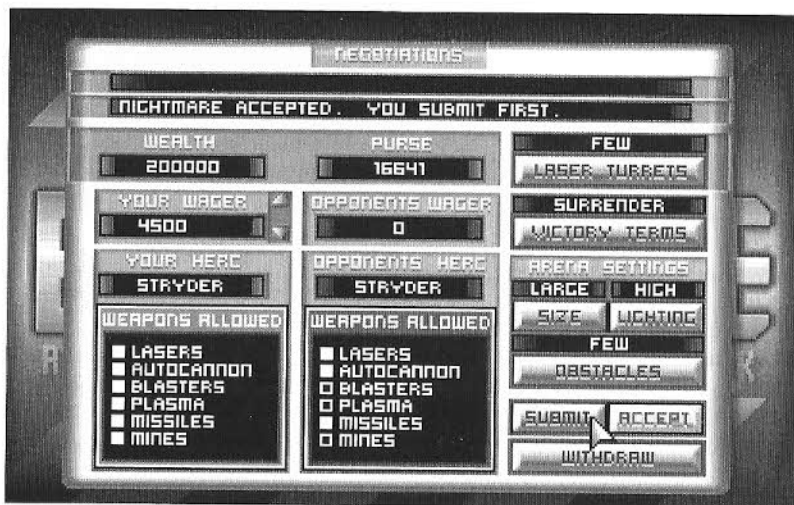 NEGOTIATIONS
NIGHTMARE ACCEPTED. YOU SUBMIT FIRST.
WEALTH
200000
PURSE
16641
YOUR WAGER
4500
OPPONENTS WAGER
0
YOUR HERC
STRYDER
OPPONENTS HERC
STRYDER
WEAPONS ALLOWED
LASERS
AUTOCANNON
BLASTERS
PLASMA
MISSILES
MINES
WEAPONS ALLOWED
LASERS
AUTOCANNON
BLASTERS
PLASMA
MISSILES
MINES
FEW
LASER TURRETS
SURRENDER
VICTORY TERMS
ARENA SETTINGS
LARGE HIGH
SIZE LIGHTING
FEW
OBSTACLES
SUBMIT ACCEPT
WITHDRAW